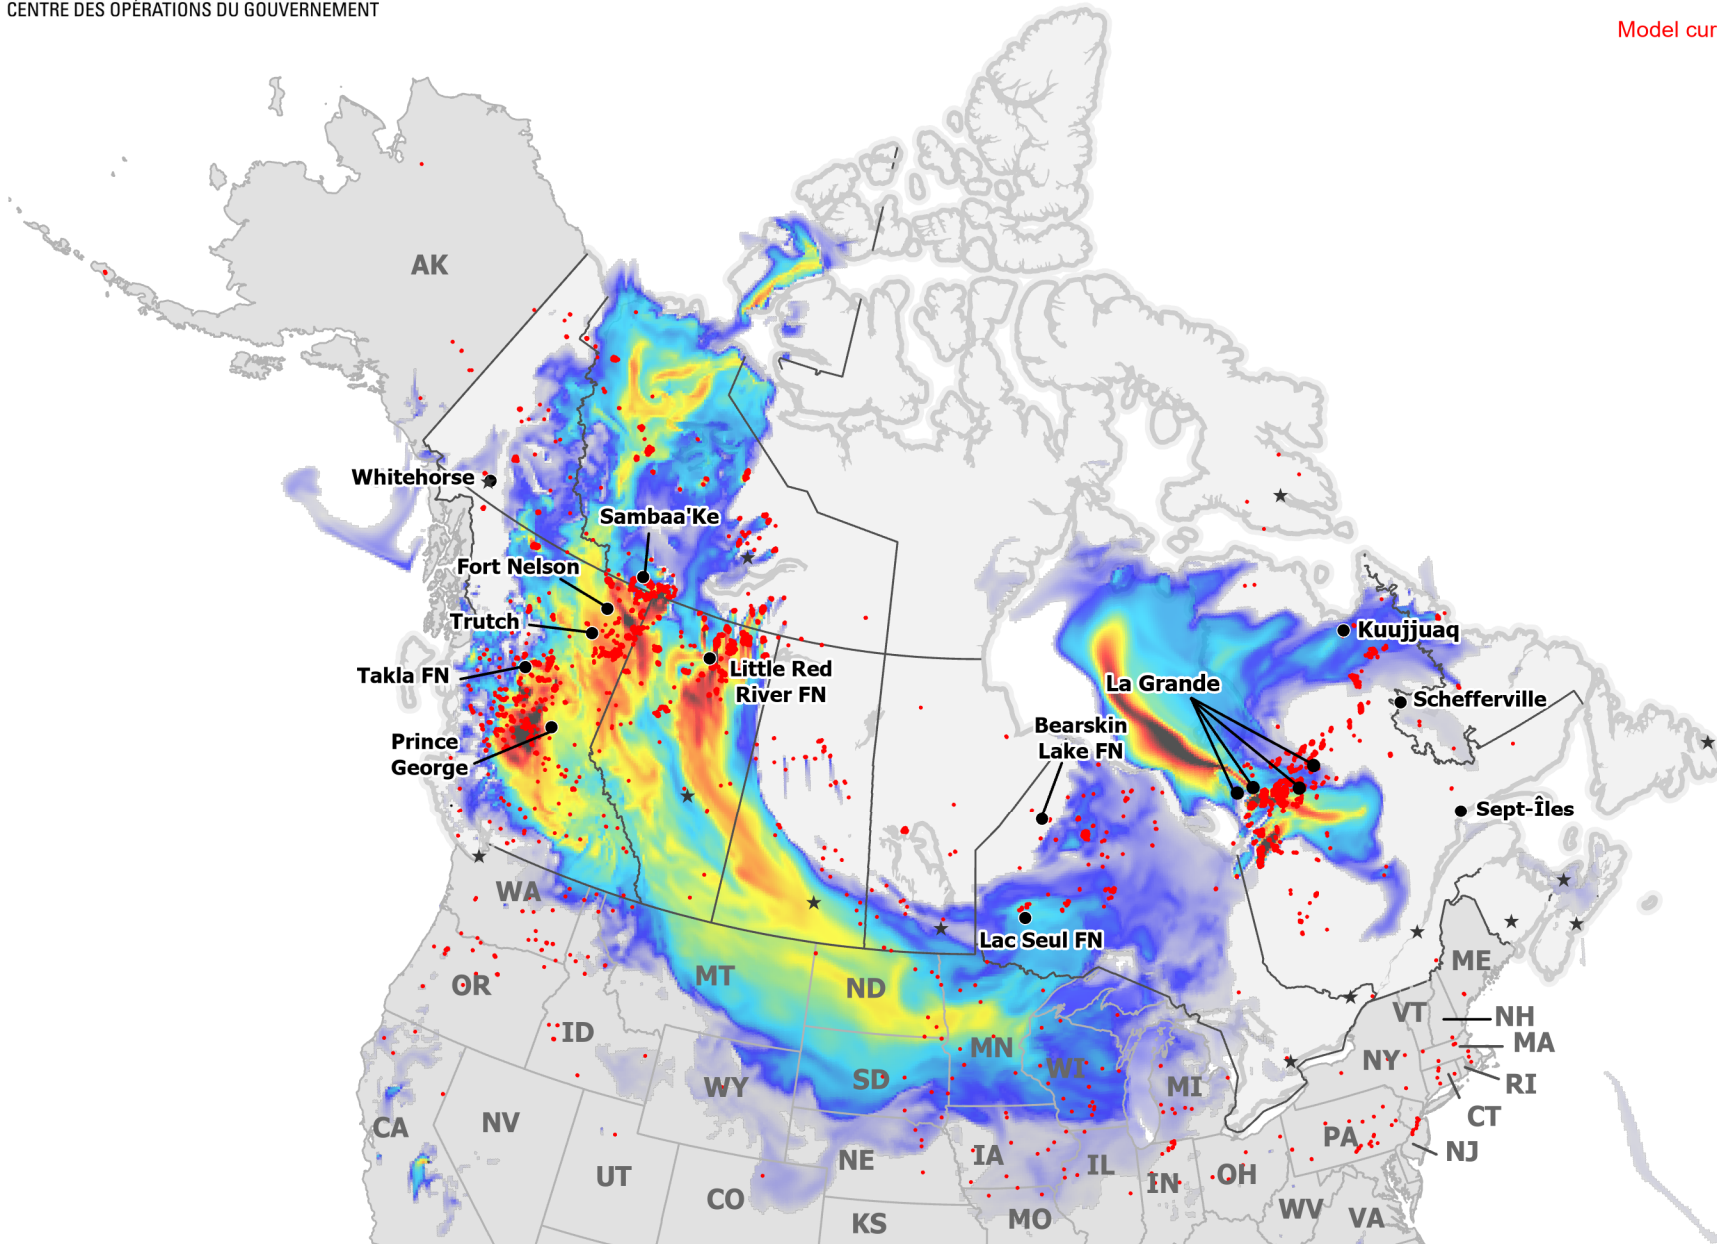 CENTRE DES OPÉRATIONS DU GOUVERNEMENT
Model cur
AK
Whitehorse
Sambaa'Ke
Fort Nelson
Trutch
Takla FN
Little Red
River FN
Prince
George
Kuujjuaq
La Grande
Schefferville
Bearskin
Lake FN
Sept-Îles
Lac Seul FN
WA
OR
ID
MT
ND
MN
WI
SD
WY
MI
ME
VT
NH
MA
NY
RI
CT
CA
NV
UT
CO
NE
IA
IL
IN
OH
PA
NJ
KS
MO
WV
VA